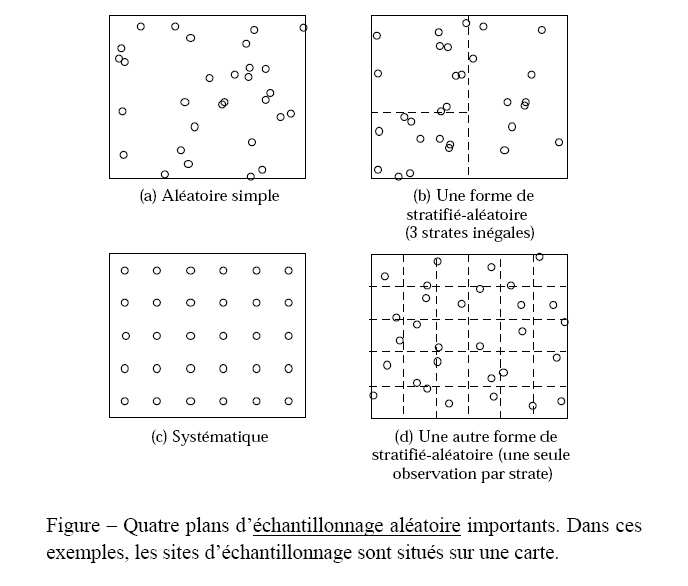 (a) Aléatoire simple
(b) Une forme de
stratifié-aléatoire
(3 strates inégales)
(c) Systématique
(d) Une autre forme de
stratifié-aléatoire (une seule
observation par strate)
Figure – Quatre plans d’échantillonnage aléatoire importants. Dans ces
exemples, les sites d’échantillonnage sont situés sur une carte.